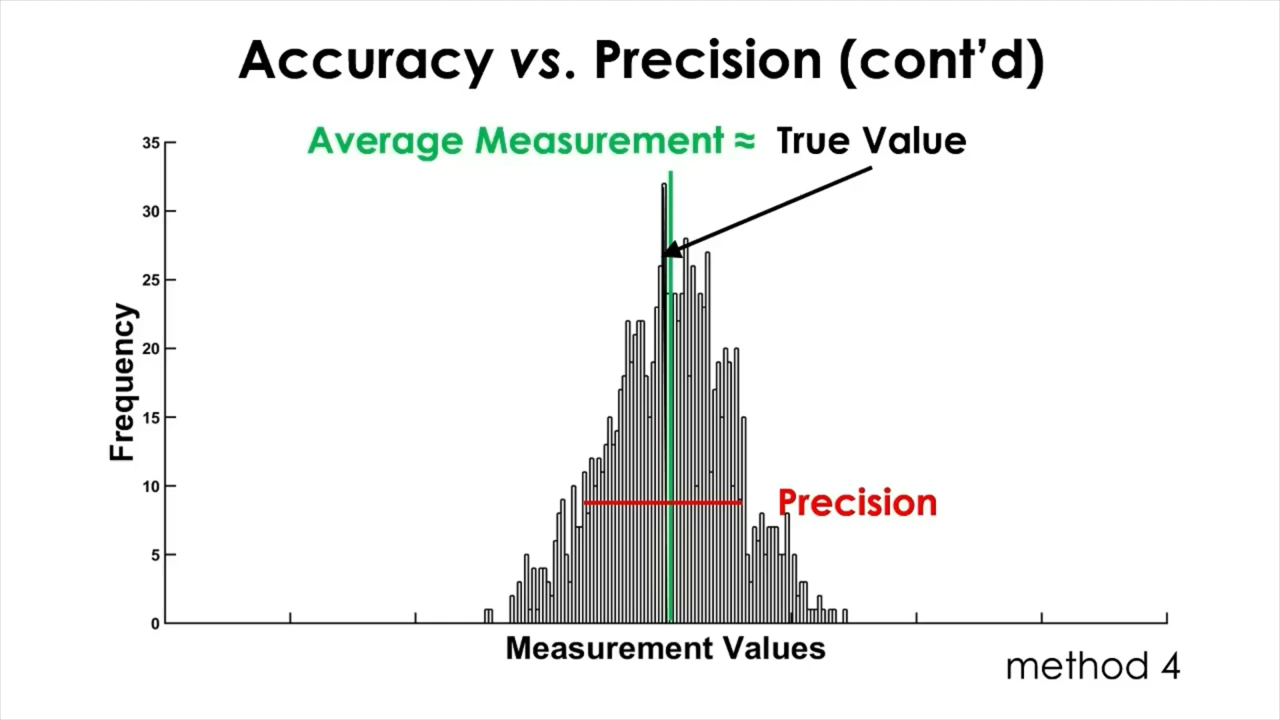 Accuracy vs. Precision (cont’d)
Average Measurement ≈ True Value
35
30
25
20
15
10
5
0
Frequency
Precision
Measurement Values
method 4